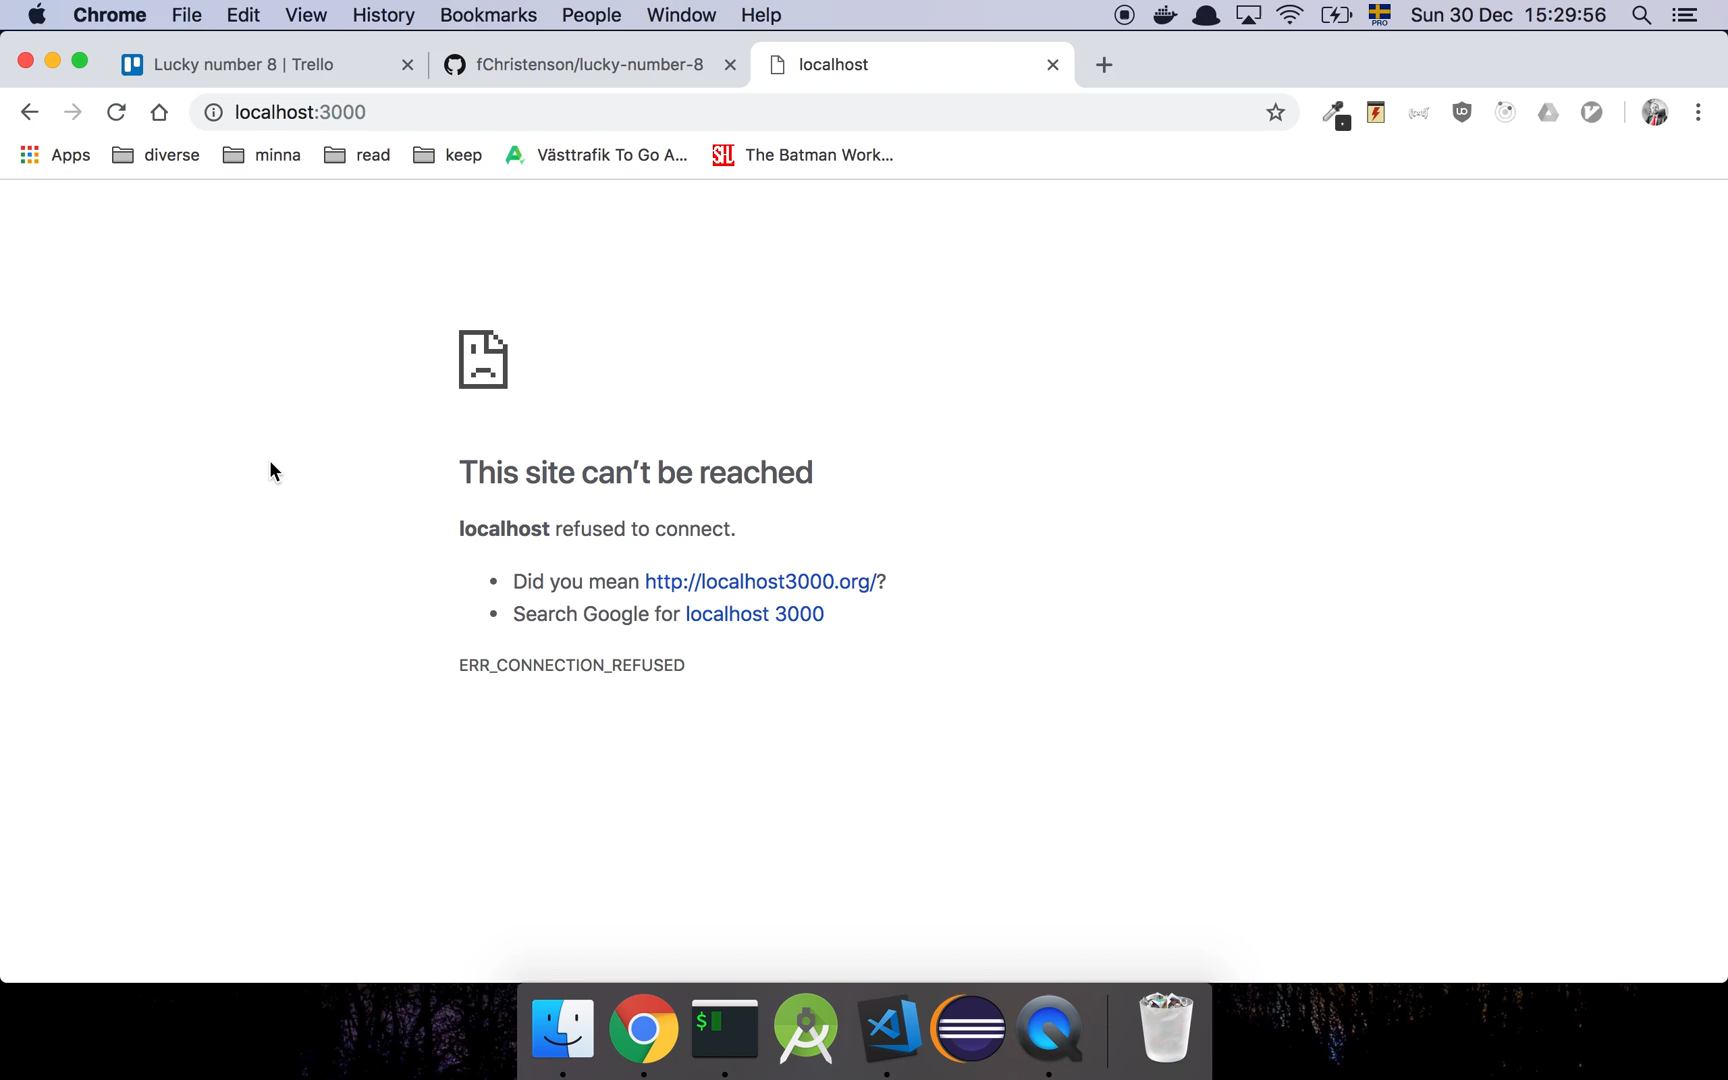 Chrome File Edit View History Bookmarks People Window Help PRO Sun 30 Dec 15:29:56
Lucky number 8 | Trello fChristenson/lucky-number-8 localhost
localhost:3000
Apps diverse minna read keep Västtrafik To Go A... The Batman Work...
This site can't be reached
localhost refused to connect.
• Did you mean http://localhost3000.org/?
• Search Google for localhost 3000
ERR_CONNECTION_REFUSED
$